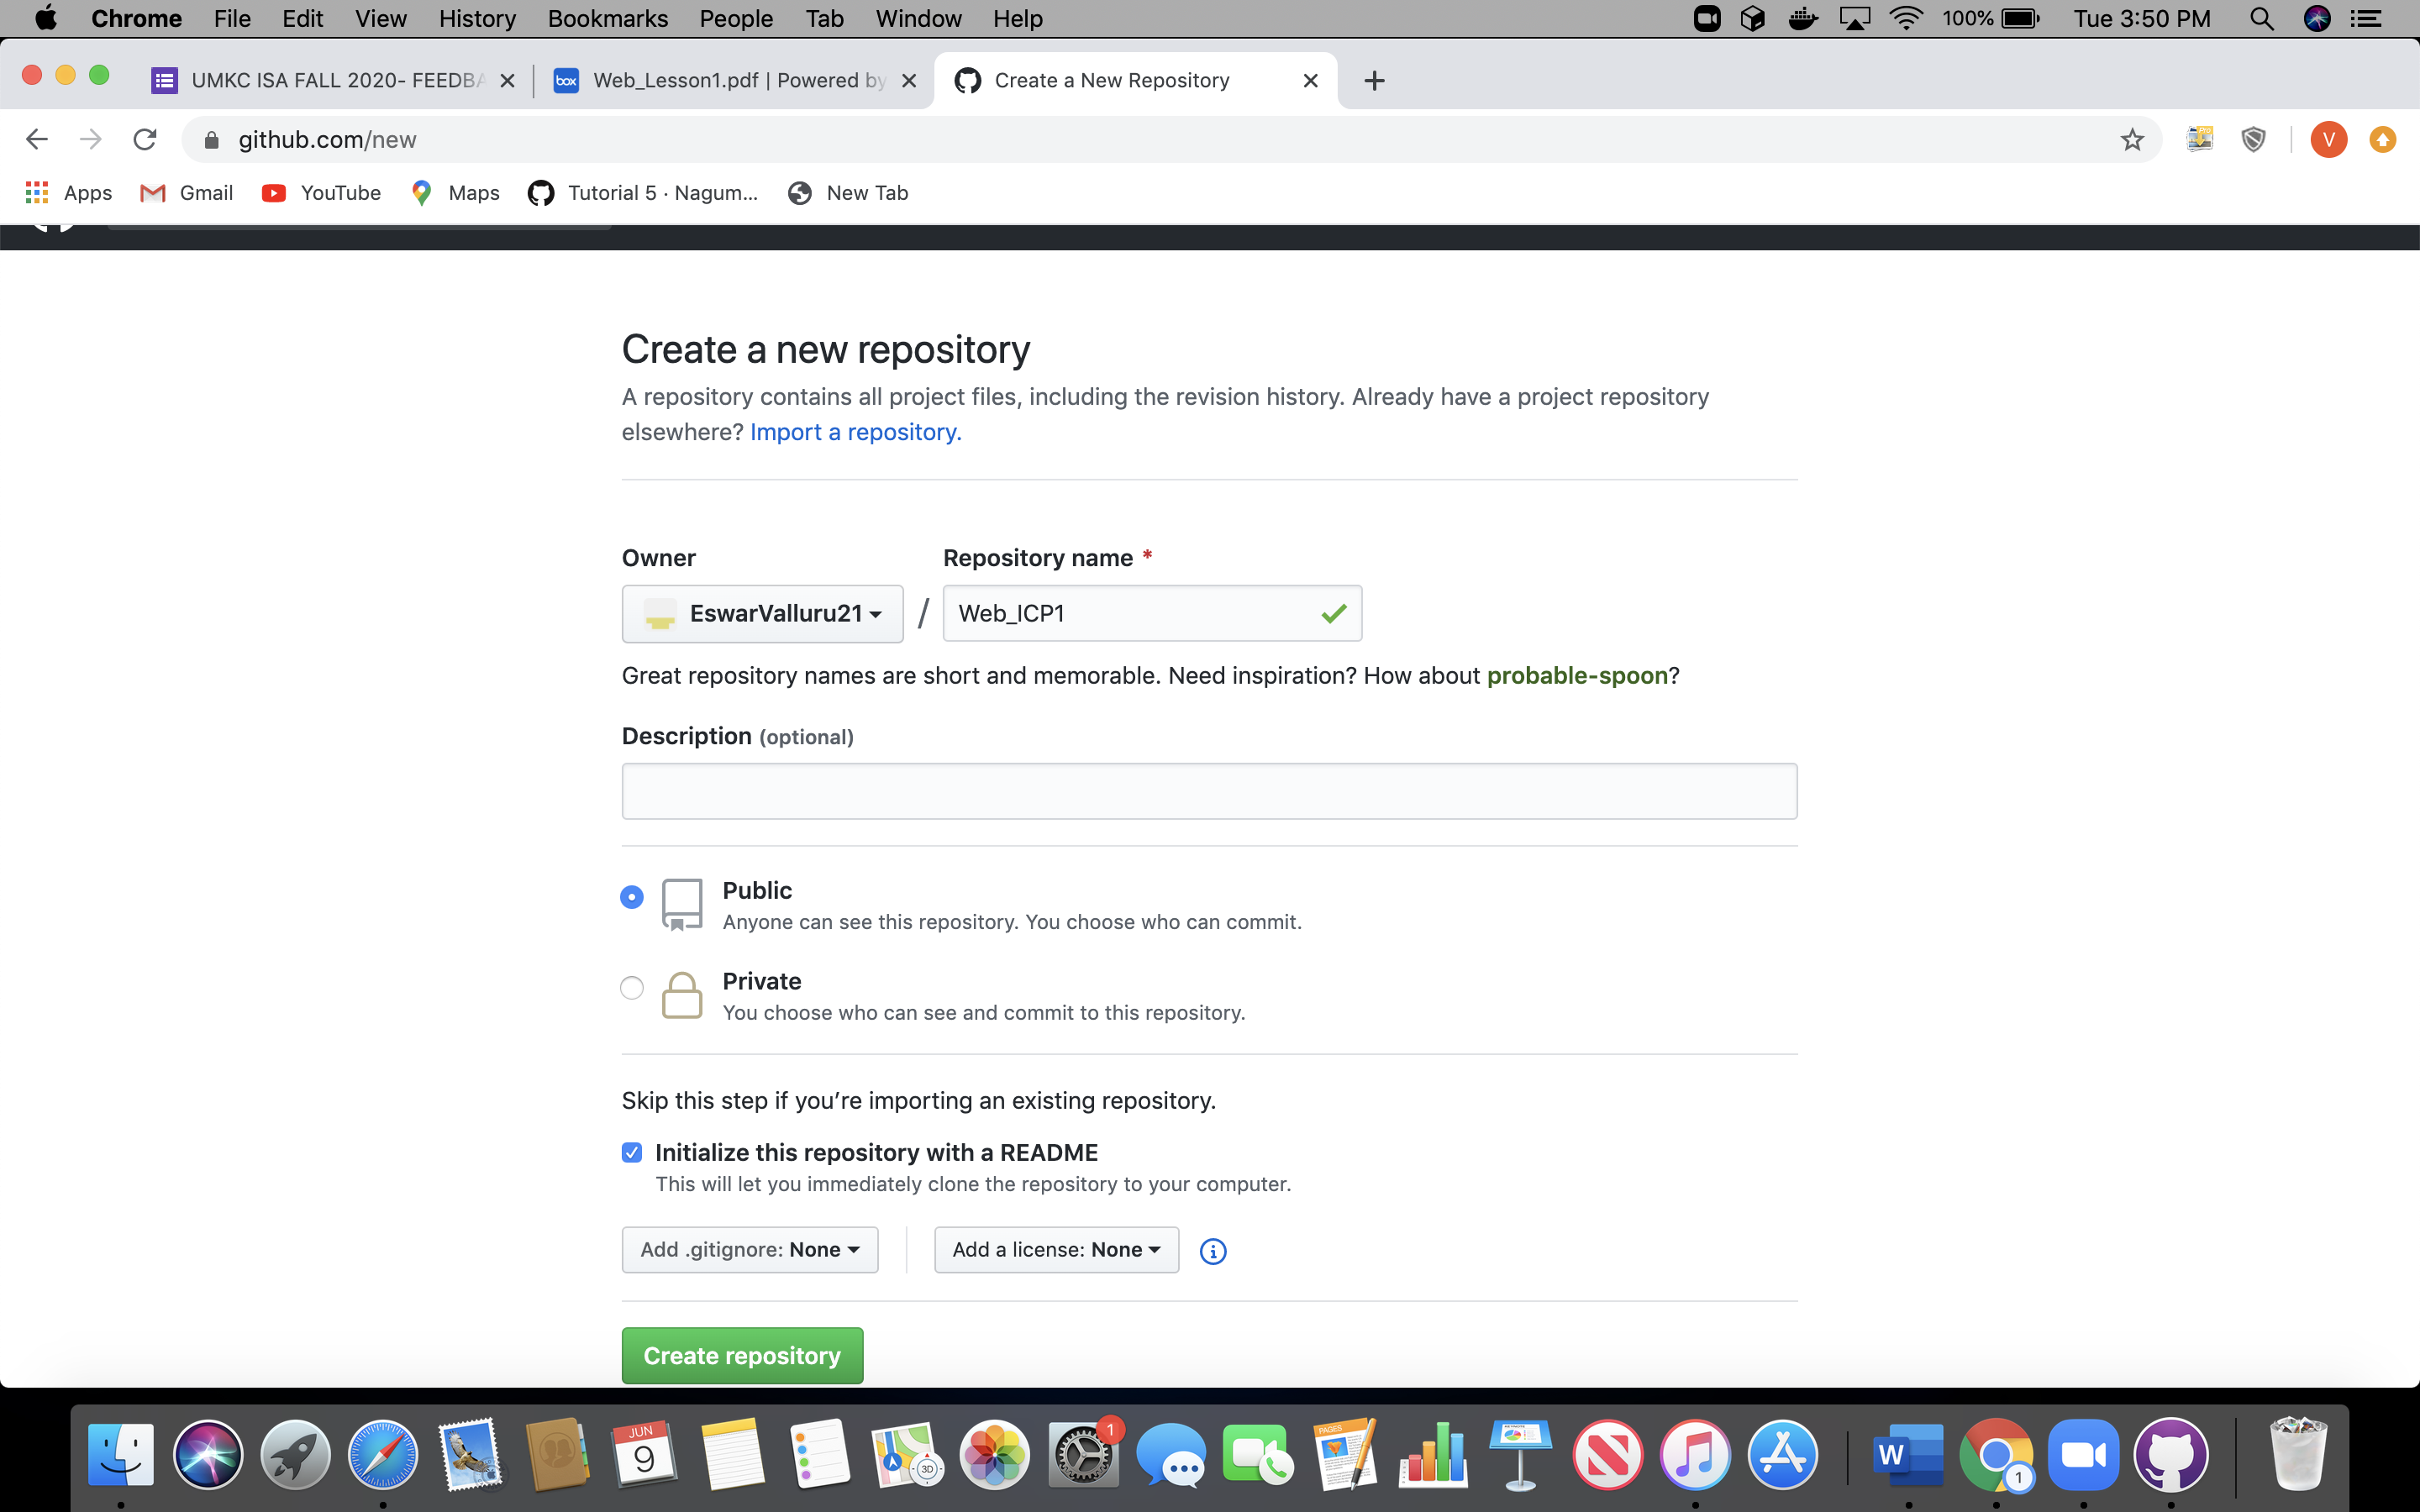 Chrome File Edit View History Bookmarks People Tab Window Help 100% Tue 3:50 PM
UMKC ISA FALL 2020- FEEDBA Web_Lesson1.pdf | Powered by Create a New Repository
github.com/new V
Apps Gmail YouTube Maps Tutorial 5 · Nagum... New Tab
Create a new repository
A repository contains all project files, including the revision history. Already have a project repository
elsewhere? Import a repository.
Owner Repository name *
EswarValluru21 / Web_ICP1
Great repository names are short and memorable. Need inspiration? How about probable-spoon?
Description (optional)
Public
Anyone can see this repository. You choose who can commit.
Private
You choose who can see and commit to this repository.
Skip this step if you’re importing an existing repository.
Initialize this repository with a README
This will let you immediately clone the repository to your computer.
Add .gitignore: None Add a license: None
Create repository
JUN
9
3D
1
PAGES
W
1